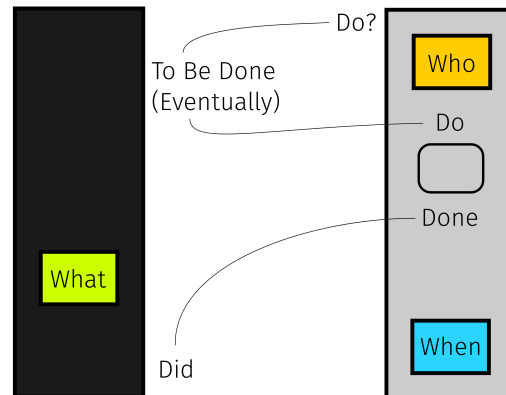 Do?
Who
To Be Done
(Eventually)
Do
Done
What
When
Did